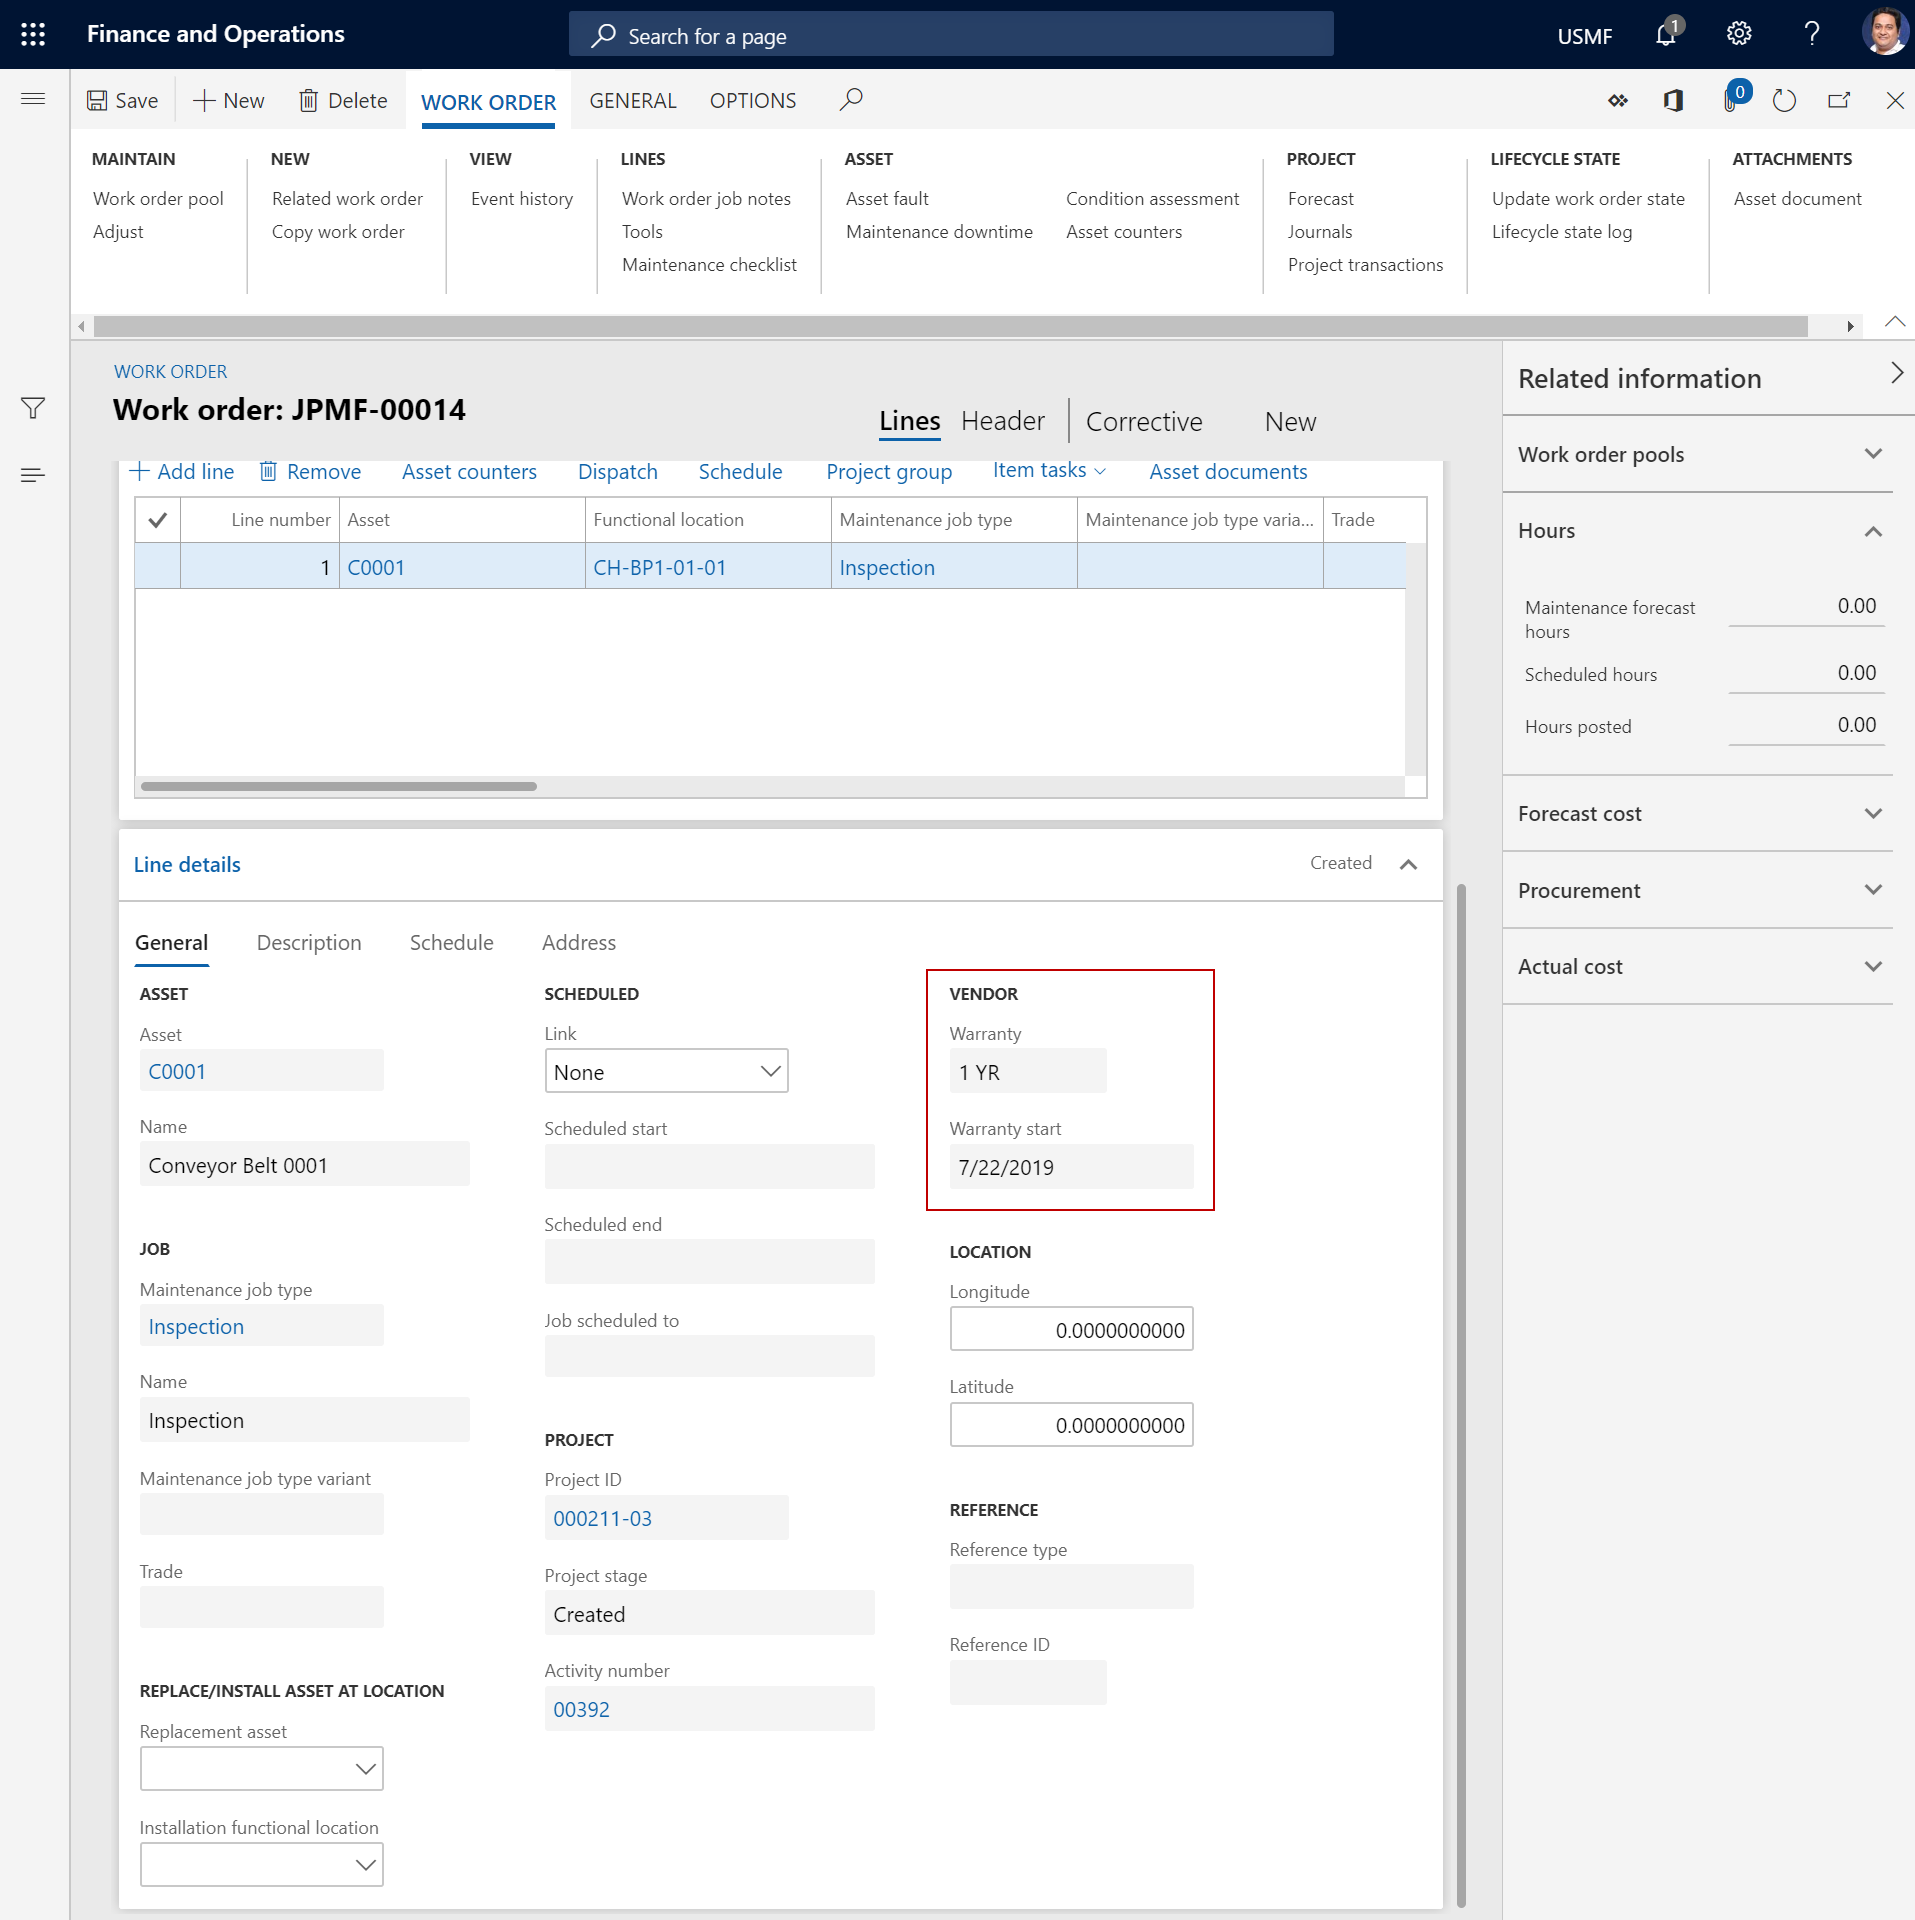 Finance and Operations
Search for a page
USMF
1
Save
New
Delete
WORK ORDER
GENERAL
OPTIONS
0
MAINTAIN
Work order pool
Adjust
NEW
Related work order
Copy work order
VIEW
Event history
LINES
Work order job notes
Tools
Maintenance checklist
ASSET
Asset fault
Maintenance downtime
Condition assessment
Asset counters
PROJECT
Forecast
Journals
Project transactions
LIFECYCLE STATE
Update work order state
Lifecycle state log
ATTACHMENTS
Asset document
WORK ORDER
Work order: JPMF-00014
Lines
Header
Corrective
New
Add line
Remove
Asset counters
Dispatch
Schedule
Project group
Item tasks
Asset documents
Line number
Asset
Functional location
Maintenance job type
Maintenance job type varia...
Trade
1
C0001
CH-BP1-01-01
Inspection
Line details
Created
General
Description
Schedule
Address
ASSET
Asset
C0001
Name
Conveyor Belt 0001
JOB
Maintenance job type
Inspection
Name
Inspection
Maintenance job type variant
Trade
REPLACE/INSTALL ASSET AT LOCATION
Replacement asset
Installation functional location
SCHEDULED
Link
None
Scheduled start
Scheduled end
Job scheduled to
PROJECT
Project ID
000211-03
Project stage
Created
Activity number
00392
VENDOR
Warranty
1 YR
Warranty start
7/22/2019
LOCATION
Longitude
0.0000000000
Latitude
0.0000000000
REFERENCE
Reference type
Reference ID
Related information
Work order pools
Hours
Maintenance forecast
hours
0.00
Scheduled hours
0.00
Hours posted
0.00
Forecast cost
Procurement
Actual cost